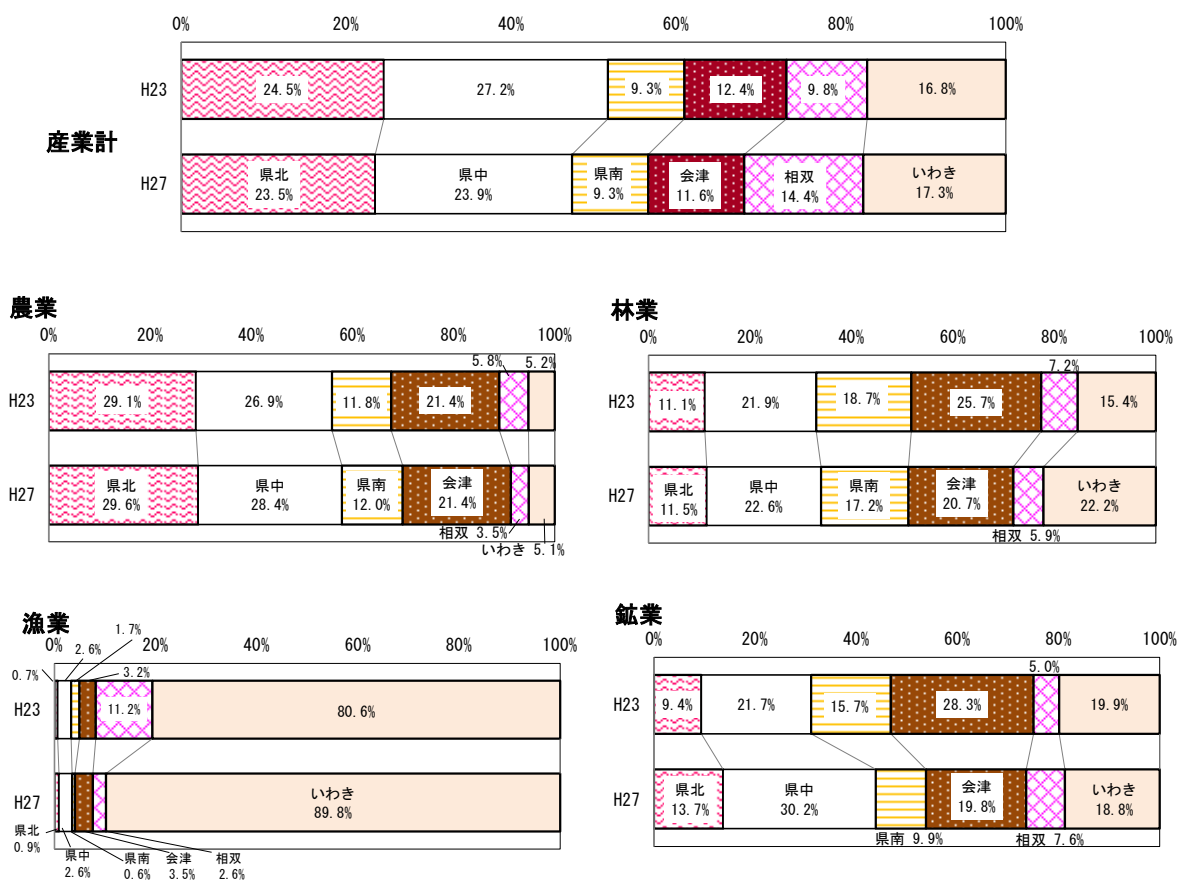 0% 20% 40% 60% 80% 100%
H23 24.5% 27.2% 9.3% 12.4% 9.8% 16.8%
産業計
H27 県北 県中 県南 会津 相双 いわき
23.5% 23.9% 9.3% 11.6% 14.4% 17.3%
農業
0% 20% 40% 60% 80% 100%
5.8% 5.2%
H23 29.1% 26.9% 11.8% 21.4%
H27 県北 県中 県南 会津
29.6% 28.4% 12.0% 21.4%
相双 3.5%
いわき 5.1%
林業
0% 20% 40% 60% 80% 100%
7.2%
H23 11.1% 21.9% 18.7% 25.7% 15.4%
H27 県北 県中 県南 会津 いわき
11.5% 22.6% 17.2% 20.7% 22.2%
相双 5.9%
漁業
0% 20% 40% 60% 80% 100%
1.7%
2.6%
0.7% 3.2%
H23 11.2% 80.6%
H27 いわき
89.8%
県北
0.9%
県中 県南 会津 相双
2.6% 0.6% 3.5% 2.6%
鉱業
0% 20% 40% 60% 80% 100%
5.0%
H23 9.4% 21.7% 15.7% 28.3% 19.9%
H27 県北 県中 会津 いわき
13.7% 30.2% 19.8% 18.8%
県南 9.9% 相双 7.6%